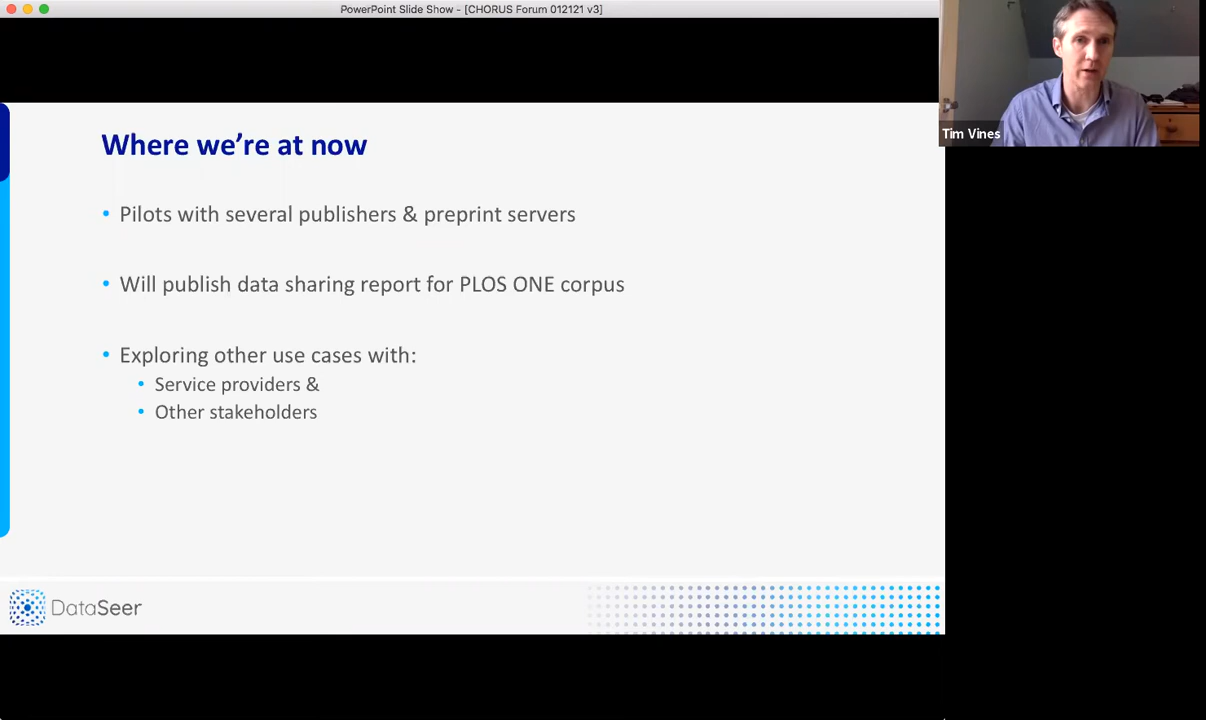 PowerPoint Slide Show - [CHORUS Forum 012121 v3]
Tim Vines
Where we’re at now
• Pilots with several publishers & preprint servers
• Will publish data sharing report for PLOS ONE corpus
• Exploring other use cases with:
• Service providers &
• Other stakeholders
DataSeer